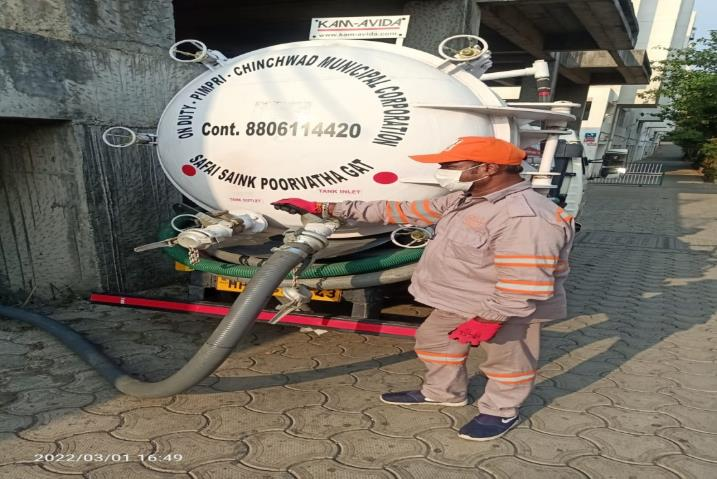 KAM-AVIDA
www.kam-avida.com
ON DUTY - PIMPRI - CHINCHWAD MUNICIPAL CORPORATION
Cont. 8806114420
SAFAI SAINK POORVATHA GAT
TANK INLET
TANK OUTLET
2022/03/01 16:49